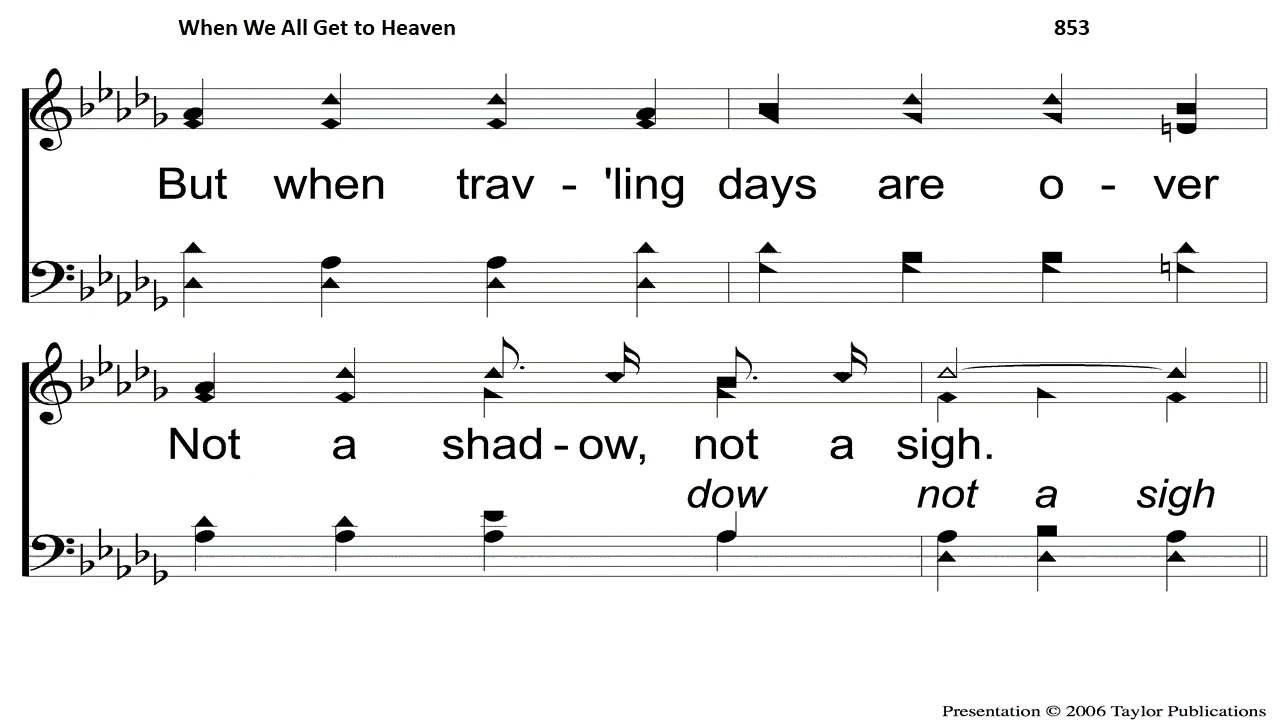 When We All Get to Heaven 853
But when trav - 'ling days are o - ver
Not a shad - ow, not a sigh.
dow not a sigh
Presentation © 2006 Taylor Publications